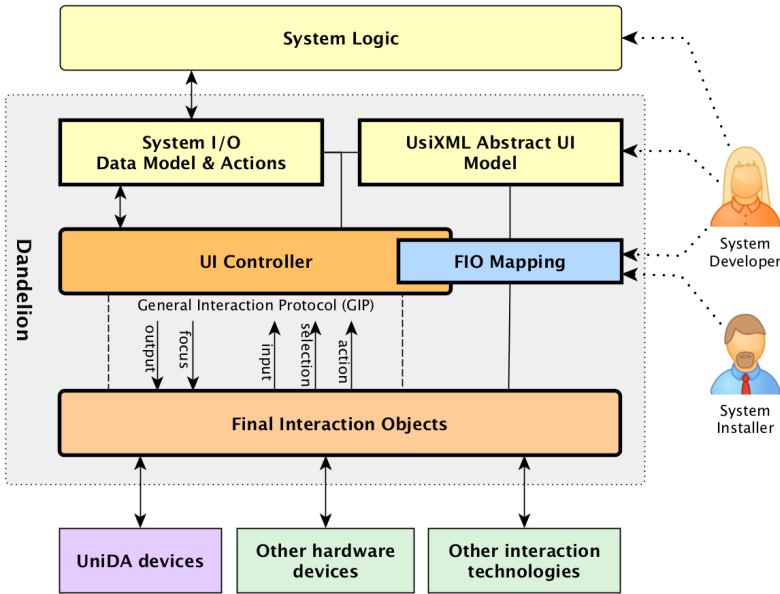 System Logic
System I/O
Data Model & Actions
UsiXML Abstract UI
Model
System
Developer
Dandelion
UI Controller
FIO Mapping
General Interaction Protocol (GIP)
output
focus
input
selection
action
System
Installer
Final Interaction Objects
UniDA devices
Other hardware
devices
Other interaction
technologies